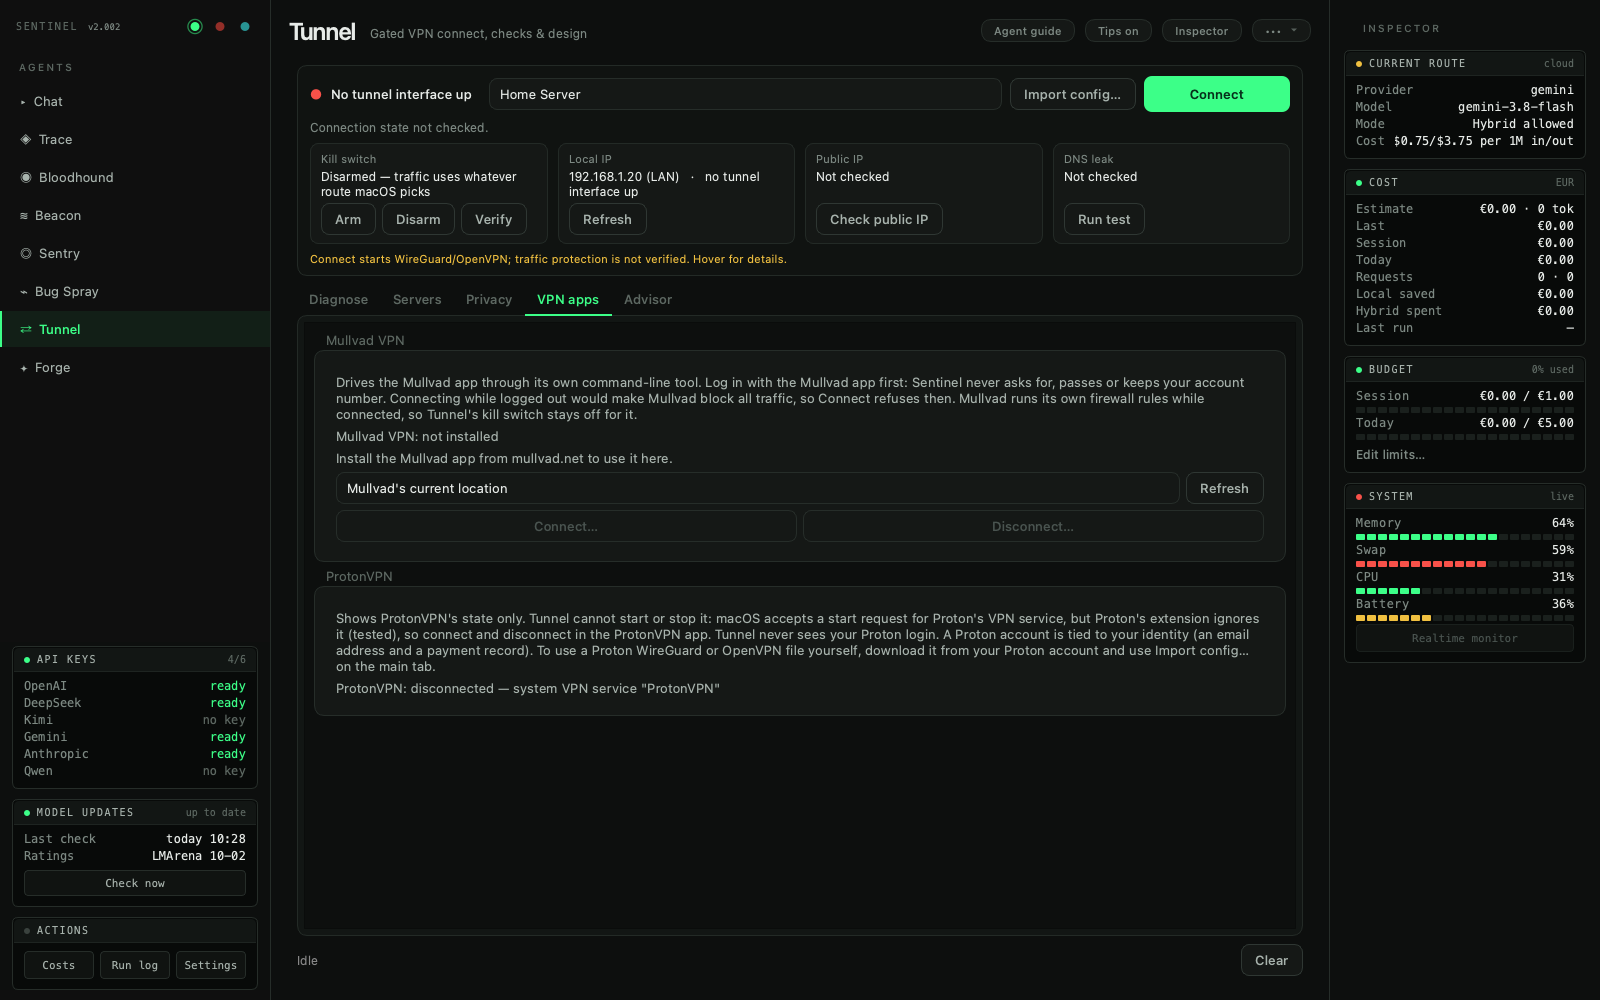 SENTINEL v2.002
AGENTS
Chat
Trace
Bloodhound
Beacon
Sentry
Bug Spray
Tunnel
Forge
API KEYS 4/6
OpenAI ready
DeepSeek ready
Kimi no key
Gemini ready
Anthropic ready
Qwen no key
MODEL UPDATES up to date
Last check today 10:28
Ratings LMArena 10-02
Check now
ACTIONS
Costs Run log Settings
Tunnel Gated VPN connect, checks & design
Agent guide Tips on Inspector ...
No tunnel interface up Home Server Import config... Connect
Connection state not checked.
Kill switch
Disarmed — traffic uses whatever
route macOS picks
Arm Disarm Verify
Local IP
192.168.1.20 (LAN) · no tunnel
interface up
Refresh
Public IP
Not checked
Check public IP
DNS leak
Not checked
Run test
Connect starts WireGuard/OpenVPN; traffic protection is not verified. Hover for details.
Diagnose Servers Privacy VPN apps Advisor
Mullvad VPN
Drives the Mullvad app through its own command-line tool. Log in with the Mullvad app first: Sentinel never asks for, passes or keeps your account
number. Connecting while logged out would make Mullvad block all traffic, so Connect refuses then. Mullvad runs its own firewall rules while
connected, so Tunnel's kill switch stays off for it.
Mullvad VPN: not installed
Install the Mullvad app from mullvad.net to use it here.
Mullvad's current location Refresh
Connect... Disconnect...
ProtonVPN
Shows ProtonVPN's state only. Tunnel cannot start or stop it: macOS accepts a start request for Proton's VPN service, but Proton's extension ignores
it (tested), so connect and disconnect in the ProtonVPN app. Tunnel never sees your Proton login. A Proton account is tied to your identity (an email
address and a payment record). To use a Proton WireGuard or OpenVPN file yourself, download it from your Proton account and use Import config...
on the main tab.
ProtonVPN: disconnected — system VPN service "ProtonVPN"
Idle Clear
INSPECTOR
CURRENT ROUTE cloud
Provider gemini
Model gemini-3.8-flash
Mode Hybrid allowed
Cost $0.75/$3.75 per 1M in/out
COST EUR
Estimate €0.00 · 0 tok
Last €0.00
Session €0.00
Today €0.00
Requests 0 · 0
Local saved €0.00
Hybrid spent €0.00
Last run —
BUDGET 0% used
Session €0.00 / €1.00
Today €0.00 / €5.00
Edit limits...
SYSTEM live
Memory 64%
Swap 59%
CPU 31%
Battery 36%
Realtime monitor